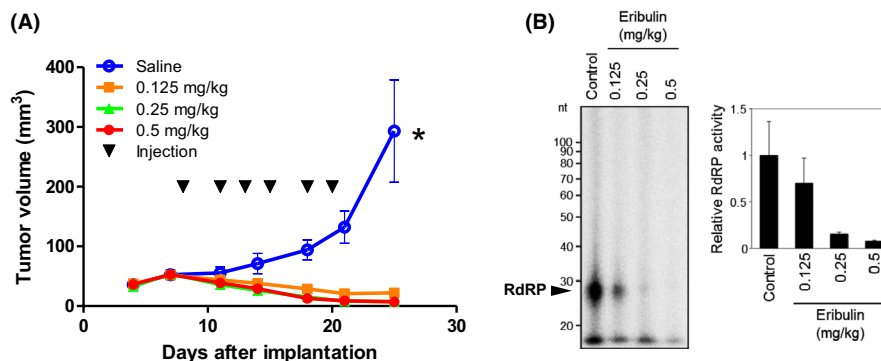 (A)
Tumor volume (mm³)
400
300
200
100
0
Saline
0.125 mg/kg
0.25 mg/kg
0.5 mg/kg
Injection
*
0
10
20
30
Days after implantation
(B)
Eribulin
(mg/kg)
Control
0.125
0.25
0.5
nt
100
90
80
70
60
50
40
30
20
RdRP
Relative RdRP activity
1.5
1
0.5
0
Control
0.125
0.25
0.5
Eribulin
(mg/kg)